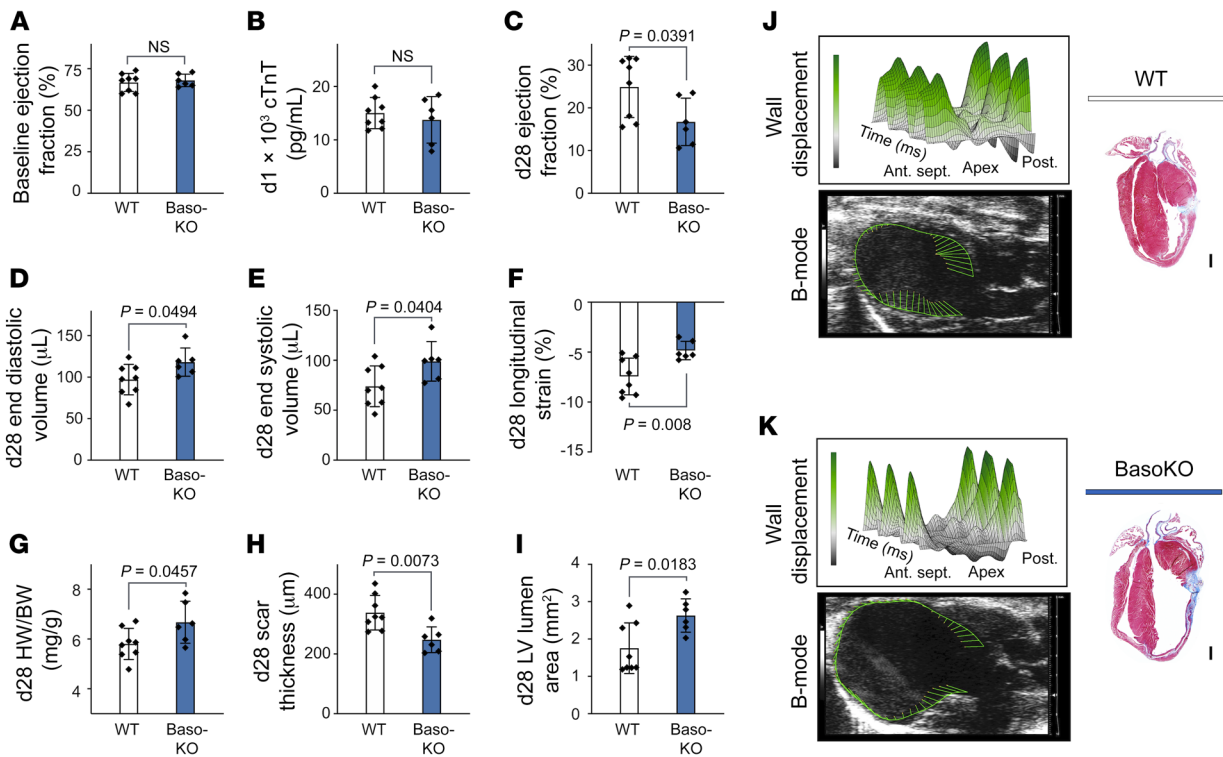 A
Baseline ejection
fraction (%)
NS
75
50
25
0
WT
Baso-
KO
B
d1 × 10³ cTnT
(pg/mL)
NS
20
10
0
WT
Baso-
KO
C
d28 ejection
fraction (%)
P = 0.0391
30
20
10
0
WT
Baso-
KO
D
d28 end diastolic
volume (μL)
P = 0.0494
150
100
50
0
WT
Baso-
KO
E
d28 end systolic
volume (μL)
P = 0.0404
150
100
50
0
WT
Baso-
KO
F
d28 longitudinal
strain (%)
0
-5
-10
-15
P = 0.008
WT
Baso-
KO
G
d28 HW/BW
(mg/g)
P = 0.0457
8
6
4
WT
Baso-
KO
H
d28 scar
thickness (μm)
P = 0.0073
400
200
0
WT
Baso-
KO
I
d28 LV lumen
area (mm²)
P = 0.0183
4
2
0
WT
Baso-
KO
J
Wall
displacement
Time (ms)
Ant. sept.
Apex
Post.
B-mode
WT
K
Wall
displacement
Time (ms)
Ant. sept.
Apex
Post.
B-mode
BasoKO